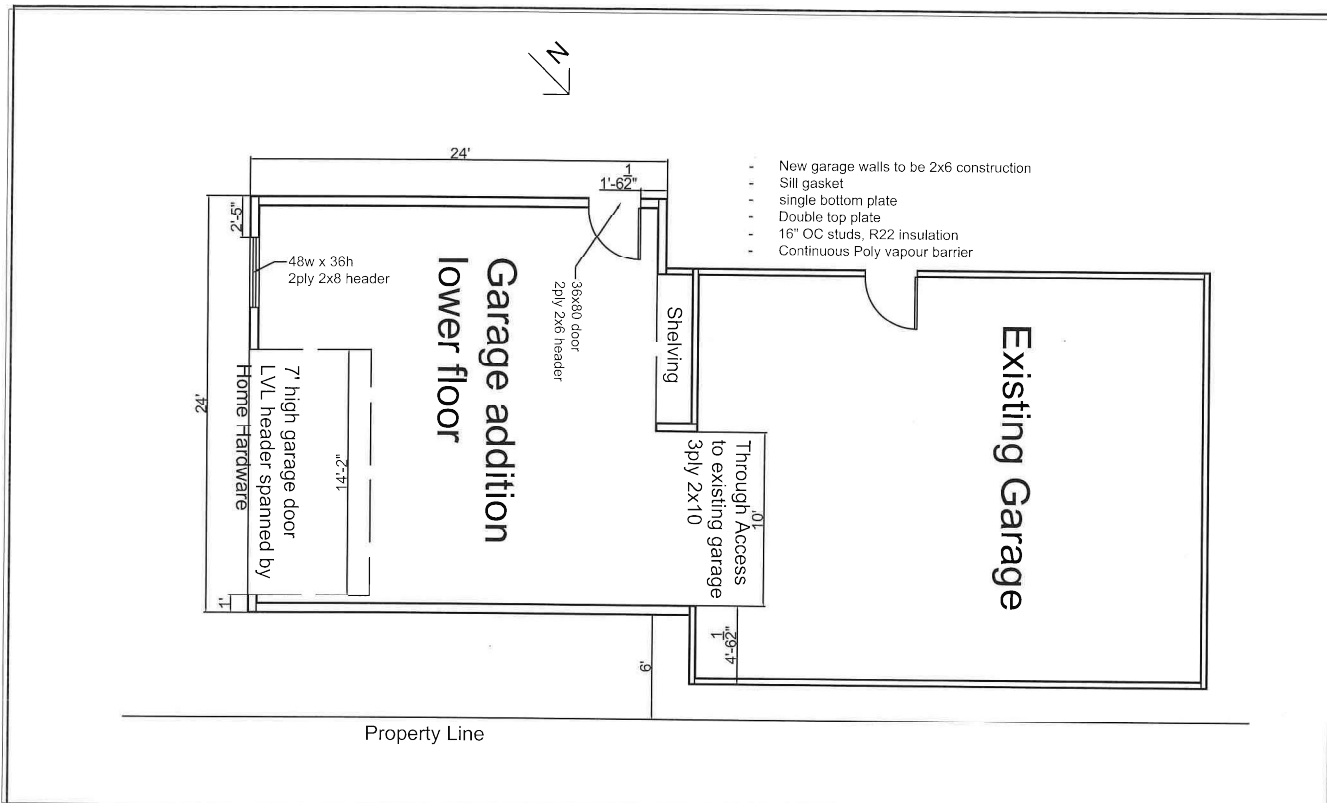 N
24'
1'-6 1/2"
- New garage walls to be 2x6 construction
- Sill gasket
- single bottom plate
- Double top plate
- 16" OC studs, R22 insulation
- Continuous Poly vapour barrier
2'-5"
48w x 36h
2ply 2x8 header
Garage addition
lower floor
36x80 door
2ply 2x6 header
Shelving
Existing Garage
24'
7' high garage door
LVL header spanned by
Home Hardware
14'-2"
Through Access
to existing garage
3ply 2x10
10'
1'
4'-6 1/2"
6'
Property Line